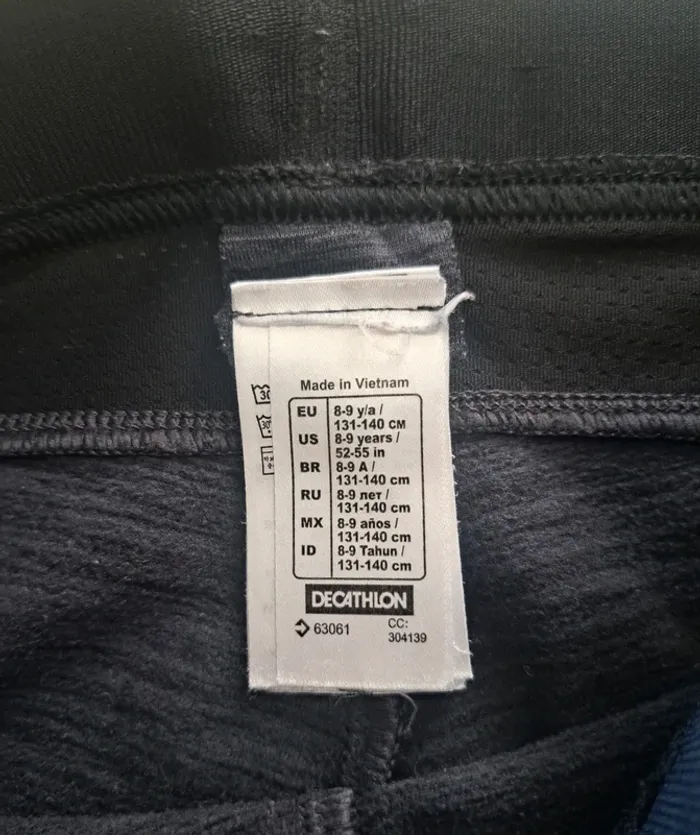 Made in Vietnam
EU 8-9 y/a /
131-140 CM
US 8-9 years /
52-55 in
BR 8-9 A /
131-140 cm
RU 8-9 лет /
131-140 cm
MX 8-9 años /
131-140 cm
ID 8-9 Tahun /
131-140 cm
DECATHLON
63061
CC:
304139
30